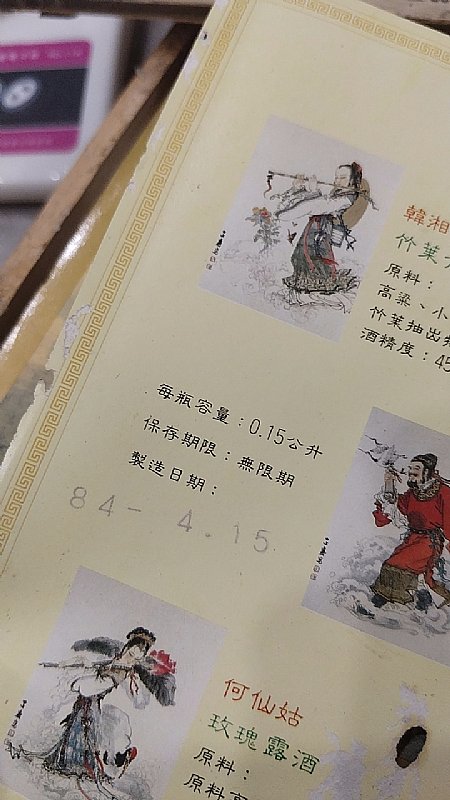 韓湘
竹葉
原料：
高粱、小
竹葉抽出
酒精度：45
每瓶容量：0.15公升
保存期限：無限期
製造日期：
84- 4.15
何仙姑
玫瑰露酒
原料：
原料高